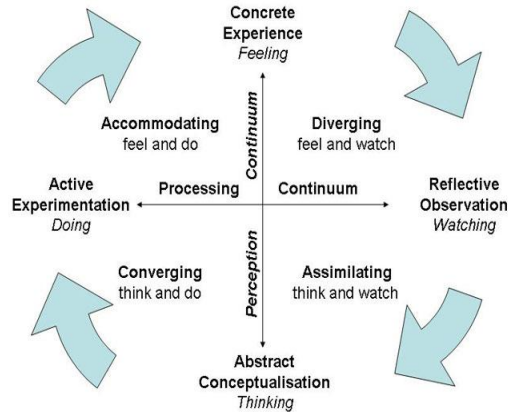 Concrete
Experience
Feeling
Accommodating
feel and do
Continuum
Diverging
feel and watch
Active
Experimentation
Doing
Processing
Continuum
Reflective
Observation
Watching
Converging
think and do
Perception
Assimilating
think and watch
Abstract
Conceptualisation
Thinking